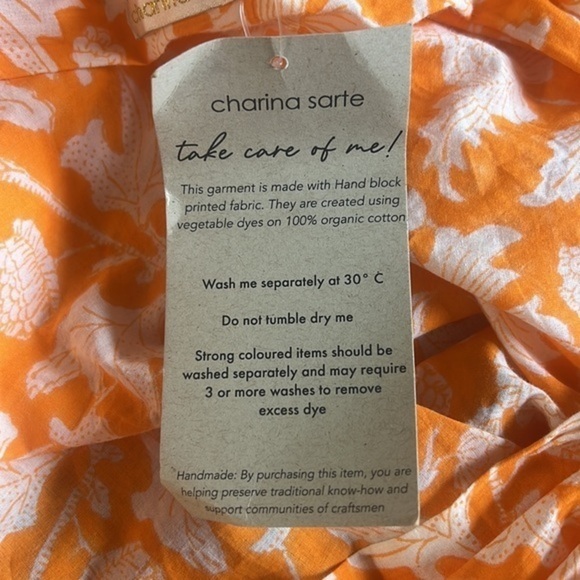 charina sarte
take care of me!
This garment is made with Hand block
printed fabric. They are created using
vegetable dyes on 100% organic cotton
Wash me separately at 30° C
Do not tumble dry me
Strong coloured items should be
washed separately and may require
3 or more washes to remove
excess dye
Handmade: By purchasing this item, you are
helping preserve traditional know-how and
support communities of craftsmen